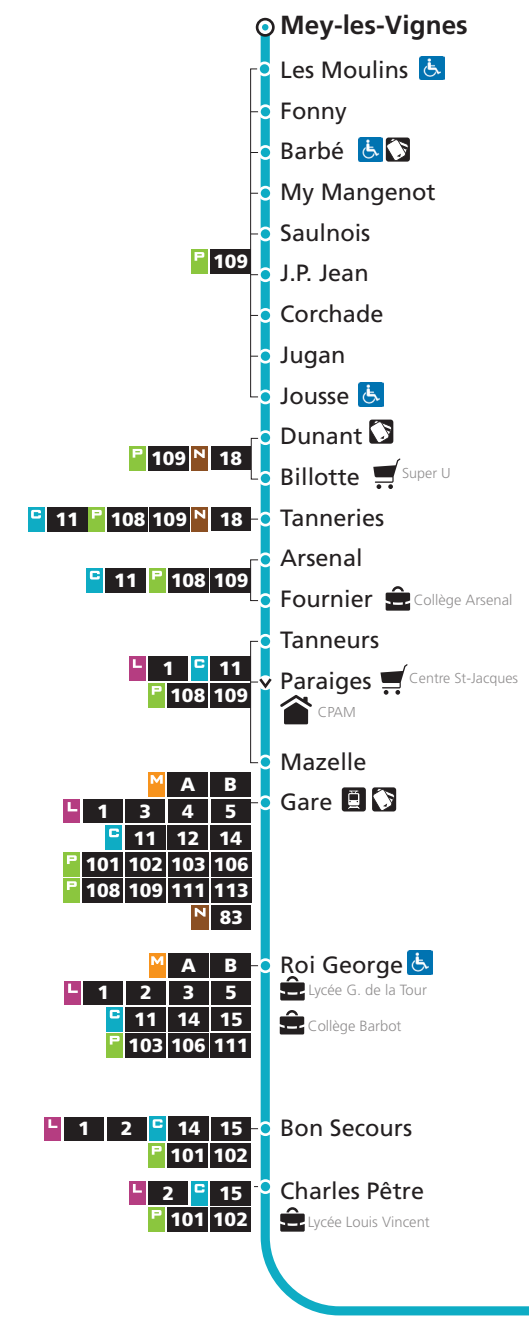 Mey-les-Vignes
Les Moulins
Fonny
Barbé
My Mangenot
Saulnois
P 109 J.P. Jean
Corchade
Jugan
Jousse
Dunant
P 109 N 18
Billotte Super U
C 11 P 108 109 N 18 Tanneries
Arsenal
C 11 P 108 109
Fournier Collège Arsenal
Tanneurs
L 1 C 11
Paraiges Centre St-Jacques
P 108 109
CPAM
Mazelle
M A B
Gare
L 1 3 4 5
C 11 12 14
P 101 102 103 106
P 108 109 111 113
N 83
M A B Roi George
L 1 2 3 5 Lycée G. de la Tour
C 11 14 15 Collège Barbot
P 103 106 111
L 1 2 C 14 15 Bon Secours
P 101 102
L 2 C 15 Charles Pêtre
P 101 102 Lycée Louis Vincent